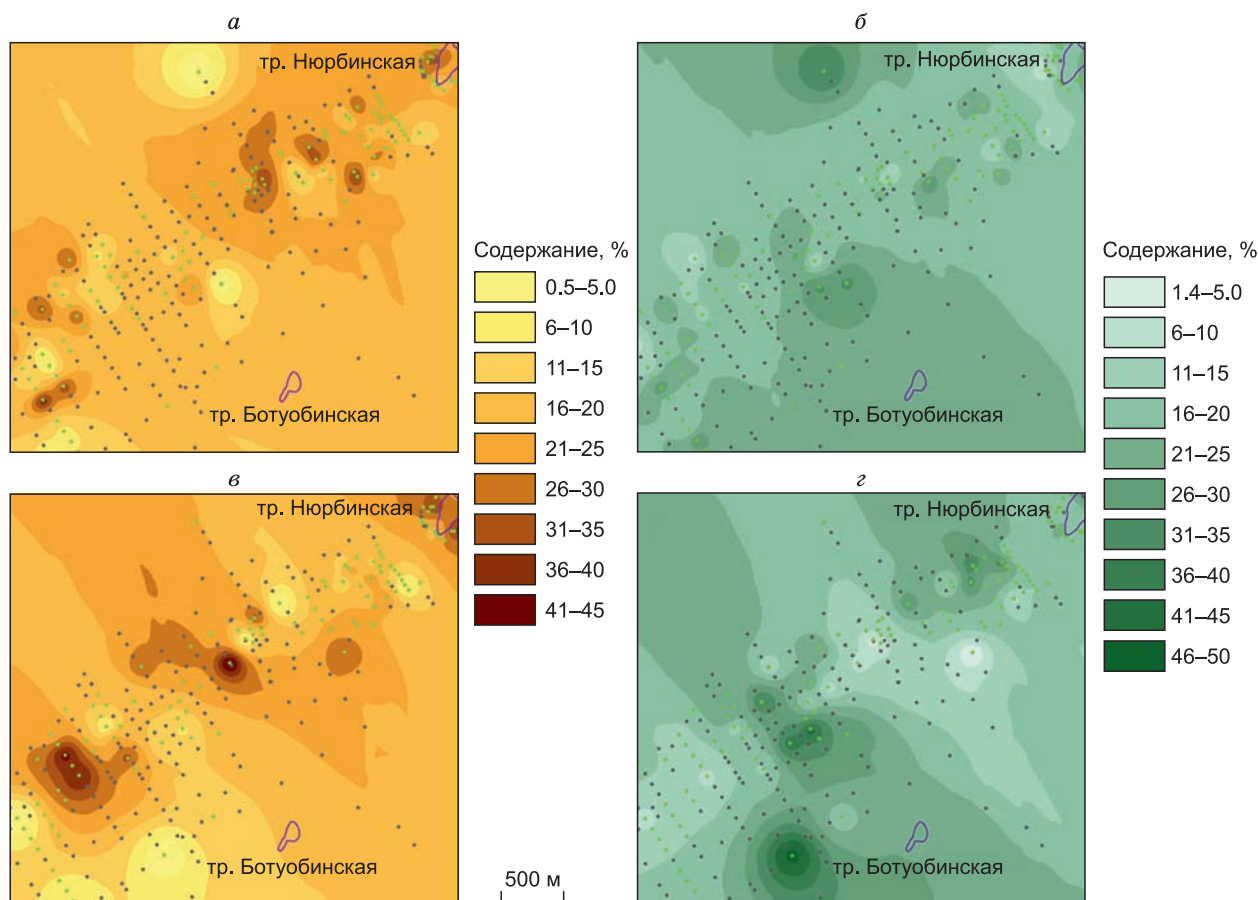 а
б
тр. Нюрбинская
тр. Нюрбинская
тр. Ботуобинская
тр. Ботуобинская
Содержание, %
0.5–5.0
6–10
11–15
16–20
21–25
26–30
31–35
36–40
41–45
Содержание, %
1.4–5.0
6–10
11–15
16–20
21–25
26–30
31–35
36–40
41–45
46–50
в
г
тр. Нюрбинская
тр. Нюрбинская
тр. Ботуобинская
тр. Ботуобинская
500 м